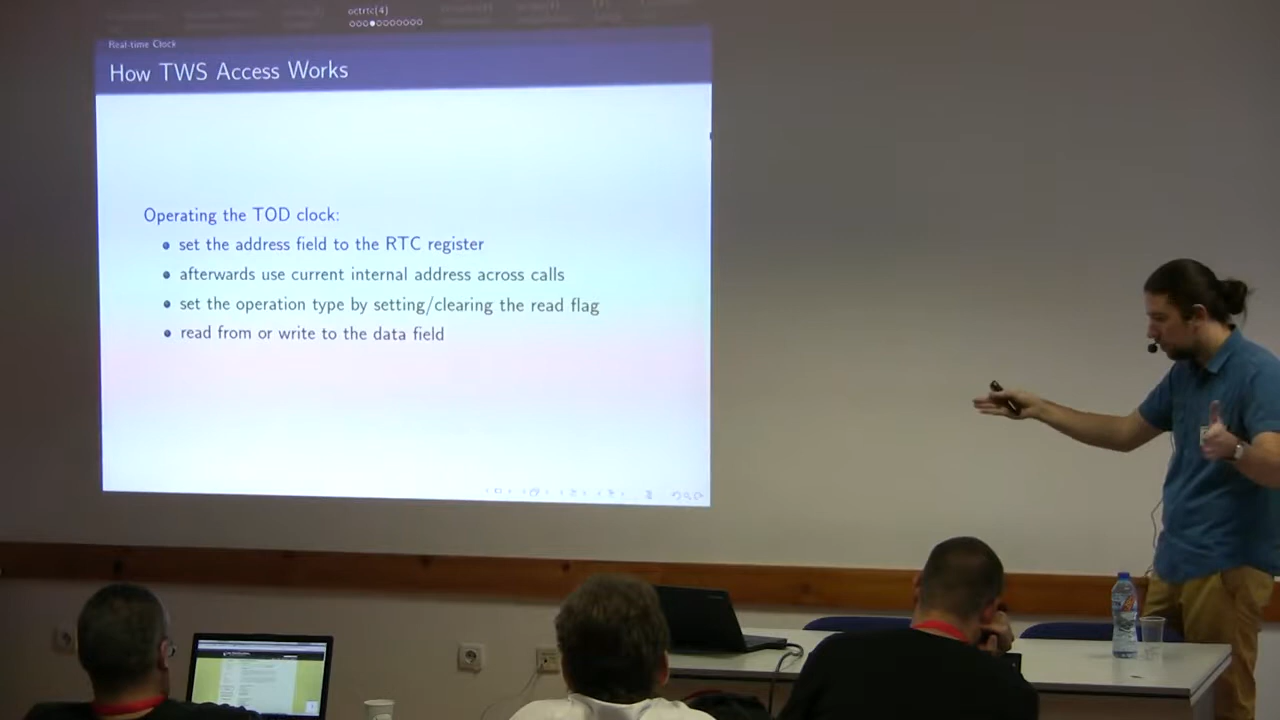 octrtc(4)
Real-time Clock
How TWS Access Works
Operating the TOD clock:
set the address field to the RTC register
afterwards use current internal address across calls
set the operation type by setting/clearing the read flag
read from or write to the data field